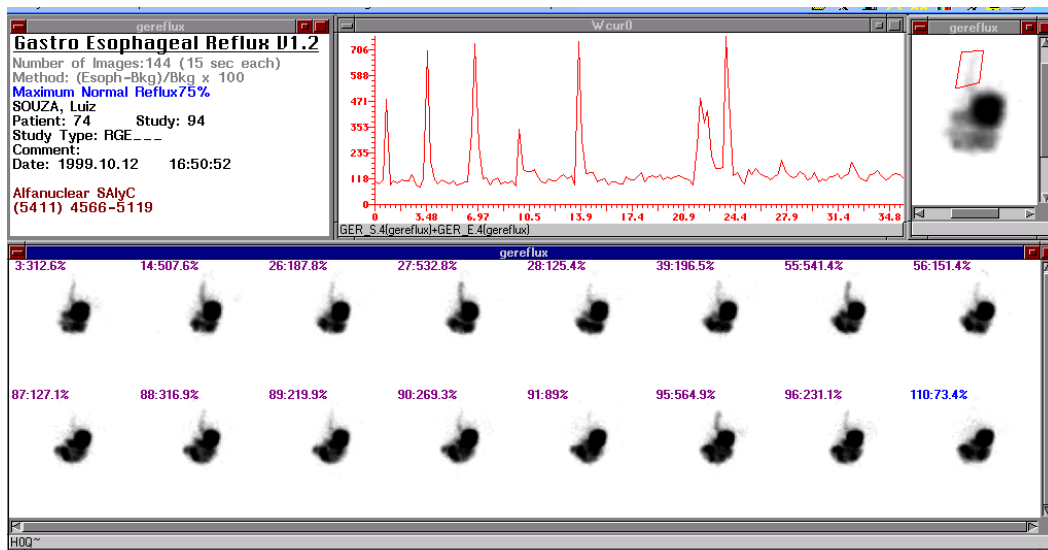 gereflux
Gastro Esophageal Reflux V1.2
Number of Images:144 (15 sec each)
Method: (Esoph-Bkg)/Bkg x 100
Maximum Normal Reflux75%
SOUZA, Luiz
Patient: 74 Study: 94
Study Type: RGE___
Comment:
Date: 1999.10.12 16:50:52
Alfanuclear SAlyC
(5411) 4566-5119
Wcur0
706
588
471
353
235
118
0
0 3.48 6.97 10.5 13.9 17.4 20.9 24.4 27.9 31.4 34.8
GER_S.4(gereflux)+GER_E.4(gereflux)
gereflux
gereflux
3:312.6% 14:507.6% 26:187.8% 27:532.8% 28:125.4% 39:196.5% 55:541.4% 56:151.4%
87:127.1% 88:316.9% 89:219.9% 90:269.3% 91:89% 95:564.9% 96:231.1% 110:73.4%
H0Q~